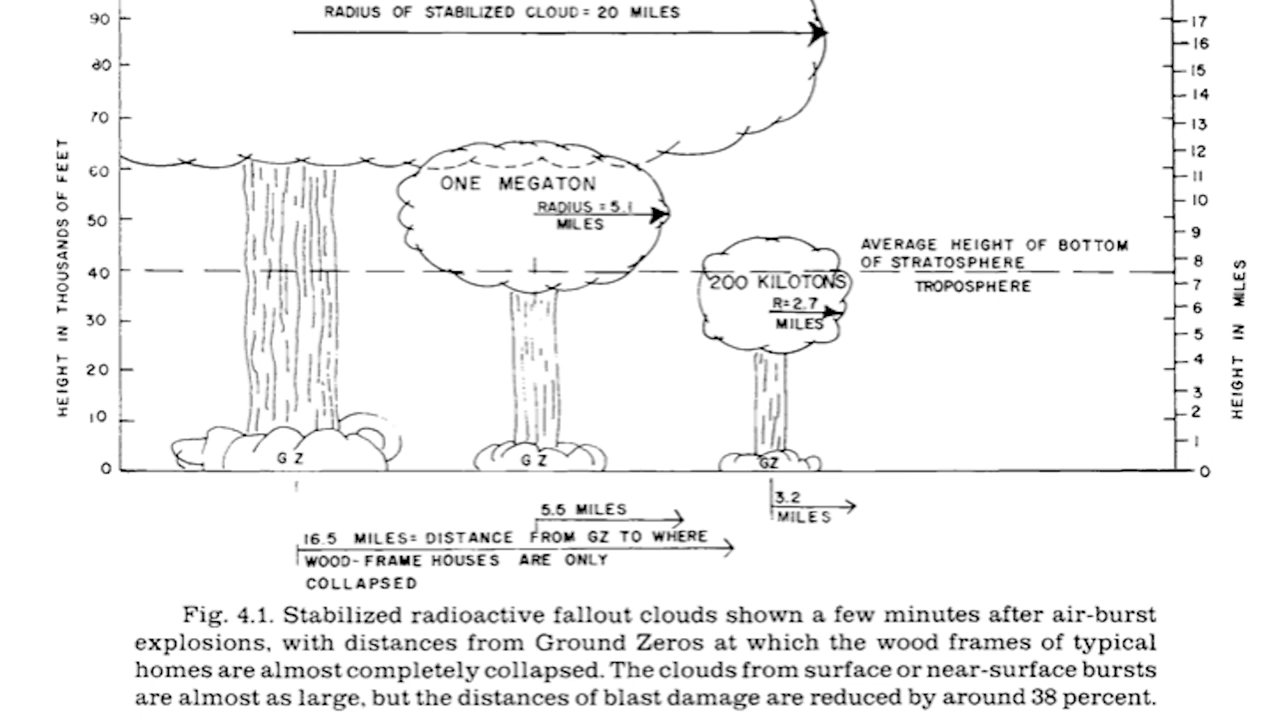 RADIUS OF STABILIZED CLOUD = 20 MILES
90
80
70
60
50
40
30
20
10
0
HEIGHT IN THOUSANDS OF FEET
ONE MEGATON
RADIUS = 5.1
MILES
200 KILOTONS
R=2.7
MILES
AVERAGE HEIGHT OF BOTTOM
OF STRATOSPHERE
TROPOSPHERE
17
16
15
14
13
12
11
10
9
8
7
6
5
4
3
2
1
0
HEIGHT IN MILES
GZ
GZ
GZ
3.2
MILES
5.5 MILES
16.5 MILES= DISTANCE FROM GZ TO WHERE
WOOD-FRAME HOUSES ARE ONLY
COLLAPSED
Fig. 4.1. Stabilized radioactive fallout clouds shown a few minutes after air-burst
explosions, with distances from Ground Zeros at which the wood frames of typical
homes are almost completely collapsed. The clouds from surface or near-surface bursts
are almost as large, but the distances of blast damage are reduced by around 38 percent.